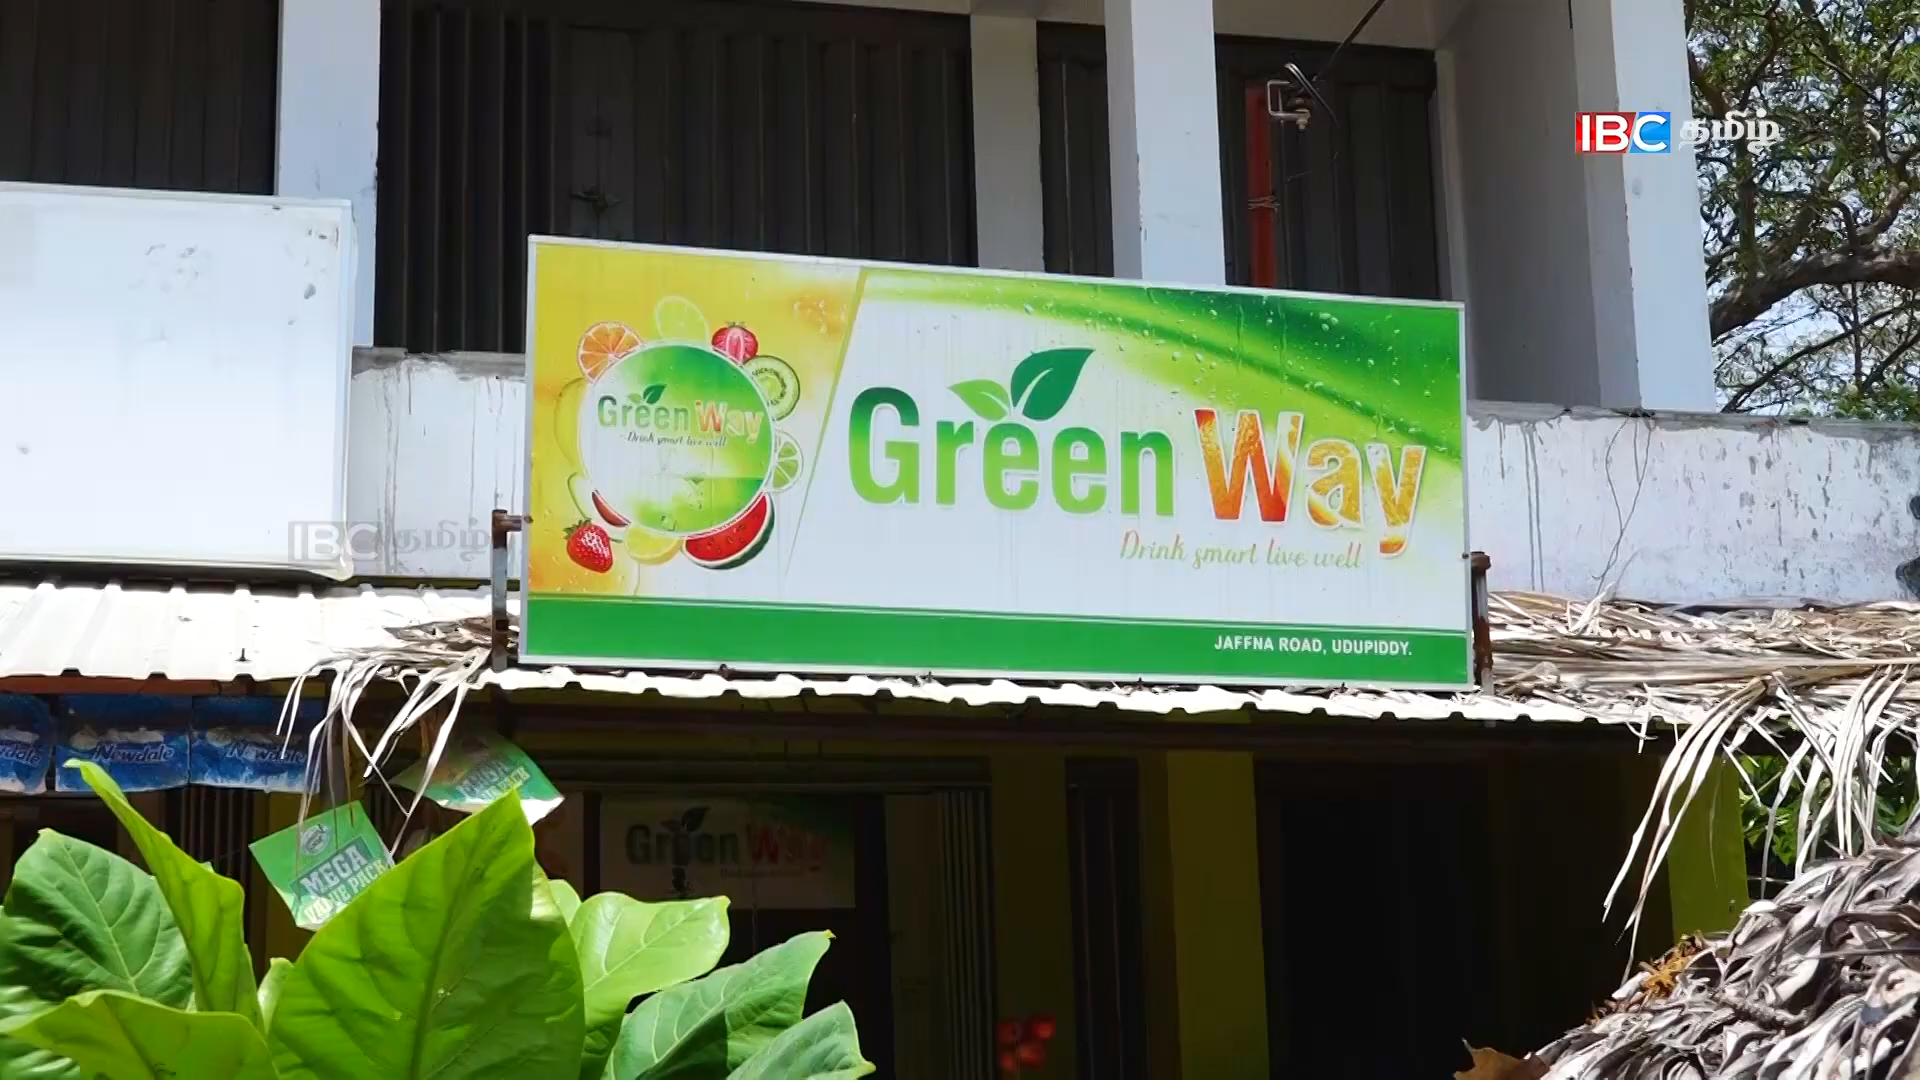 IBC தமிழ்
Green Way
Drink smart live well
Green Way
Drink smart live well
IBC தமிழ்
JAFFNA ROAD, UDUPIDDY.
Newdale
Newdale
MEGA
VALUE PACK
Green Way